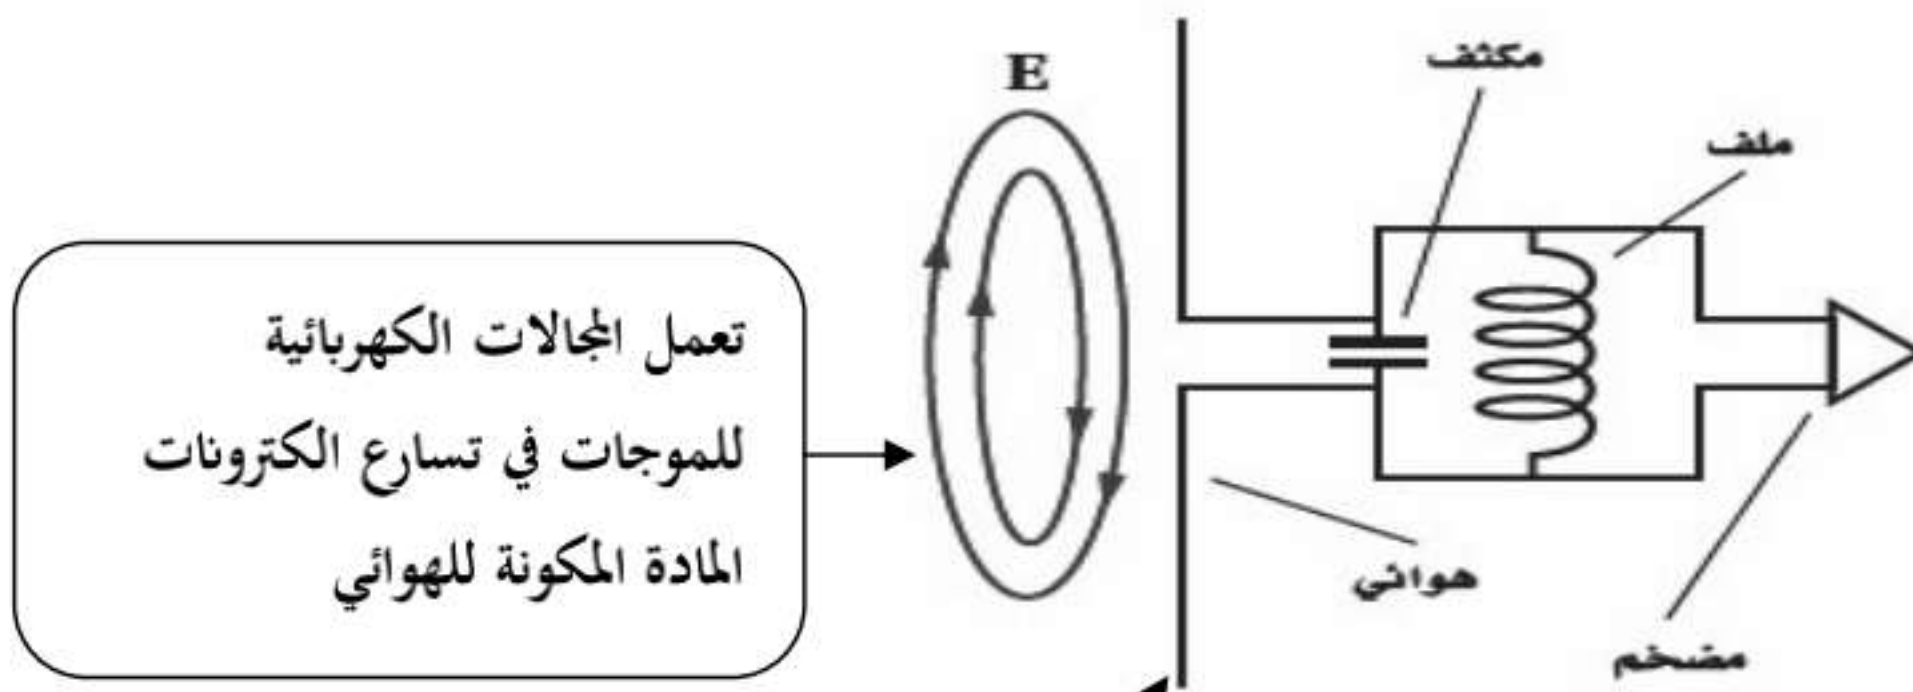 E
مكثف
ملف
تعمل المجالات الكهربائية
للموجات في تسارع الكترونات
المادة المكونة للهوائي
هوائي
مضخم